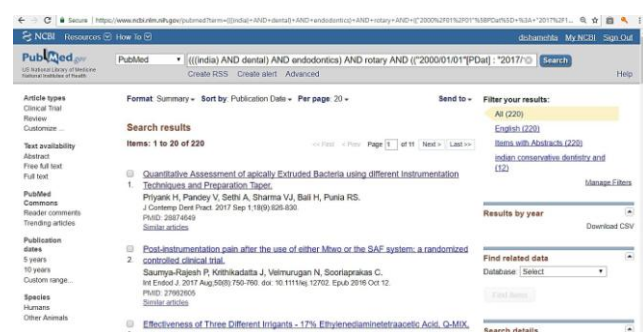 Secure | https://www.ncbi.nlm.nih.gov/pubmed?term=(((india)+AND+dental)+AND+endodontics)+AND+rotary+AND+(("2000%2F01%2F01"%5BPDat%5D+%3A+"2017%2F1...
NCBI Resources How To dishamehta My NCBI Sign Out
PubMed.gov
US National Library of Medicine
National Institutes of Health
PubMed
(((india) AND dental) AND endodontics) AND rotary AND (("2000/01/01"[PDat] : "2017/
Search
Create RSS Create alert Advanced
Help
Article types
Clinical Trial
Review
Customize ...
Text availability
Abstract
Free full text
Full text
PubMed
Commons
Reader comments
Trending articles
Publication
dates
5 years
10 years
Custom range...
Species
Humans
Other Animals
Format: Summary Sort by: Publication Date Per page: 20
Send to
Search results
Items: 1 to 20 of 220
<< First < Prev Page 1 of 11 Next > Last >>
Quantitative Assessment of apically Extruded Bacteria using different Instrumentation
1. Techniques and Preparation Taper.
Priyank H, Pandey V, Sethi A, Sharma VJ, Bali H, Punia RS.
J Contemp Dent Pract. 2017 Sep 1;18(9):826-830.
PMID: 28874649
Similar articles
Post-instrumentation pain after the use of either Mtwo or the SAF system: a randomized
2. controlled clinical trial.
Saumya-Rajesh P, Krithikadatta J, Velmurugan N, Sooriaprakas C.
Int Endod J. 2017 Aug;50(8):750-760. doi: 10.1111/iej.12702. Epub 2016 Oct 12.
PMID: 27662605
Similar articles
Effectiveness of Three Different Irrigants - 17% Ethylenediaminetetraacetic Acid, Q-MIX,
Filter your results:
All (220)
English (220)
Items with Abstracts (220)
indian conservative dentistry and
(12)
Manage Filters
Results by year
Download CSV
Find related data
Database: Select
Find items
Search details